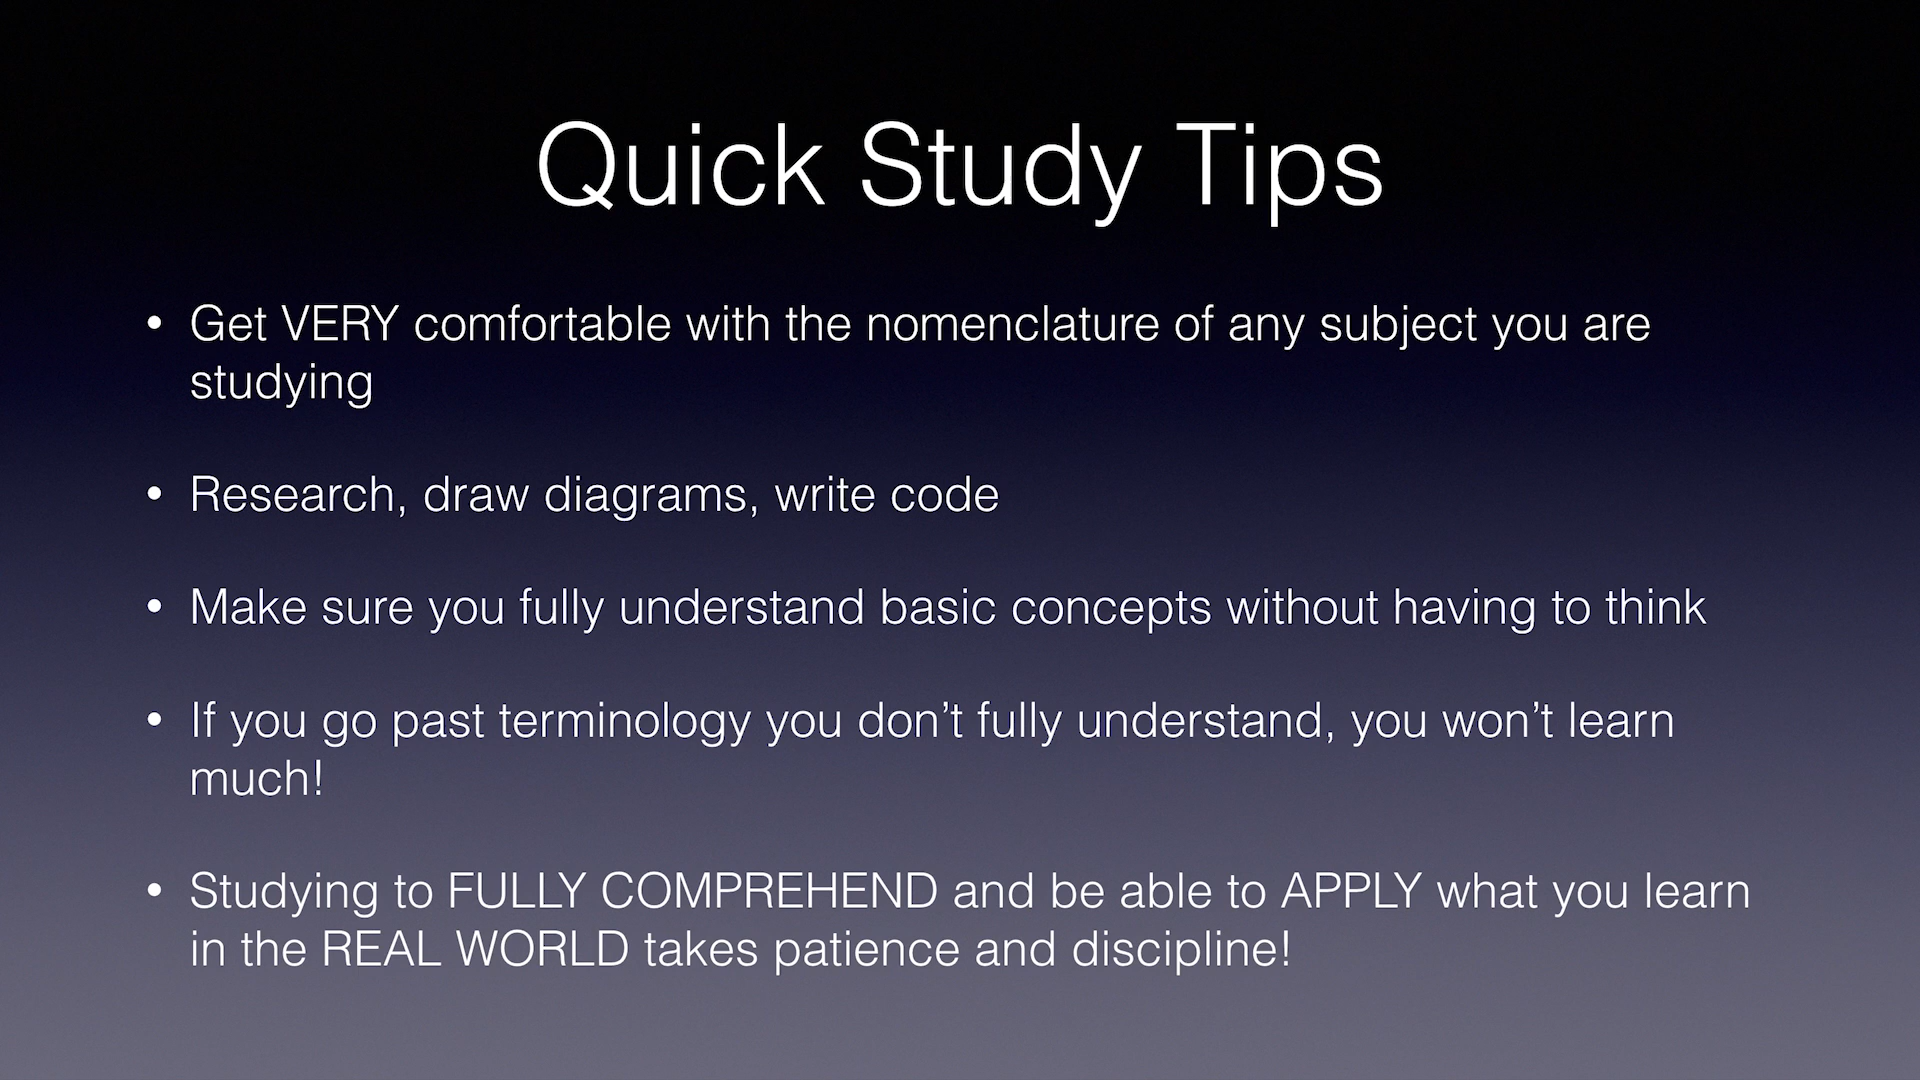 Quick Study Tips
• Get VERY comfortable with the nomenclature of any subject you are
studying
• Research, draw diagrams, write code
• Make sure you fully understand basic concepts without having to think
• If you go past terminology you don’t fully understand, you won’t learn
much!
• Studying to FULLY COMPREHEND and be able to APPLY what you learn
in the REAL WORLD takes patience and discipline!